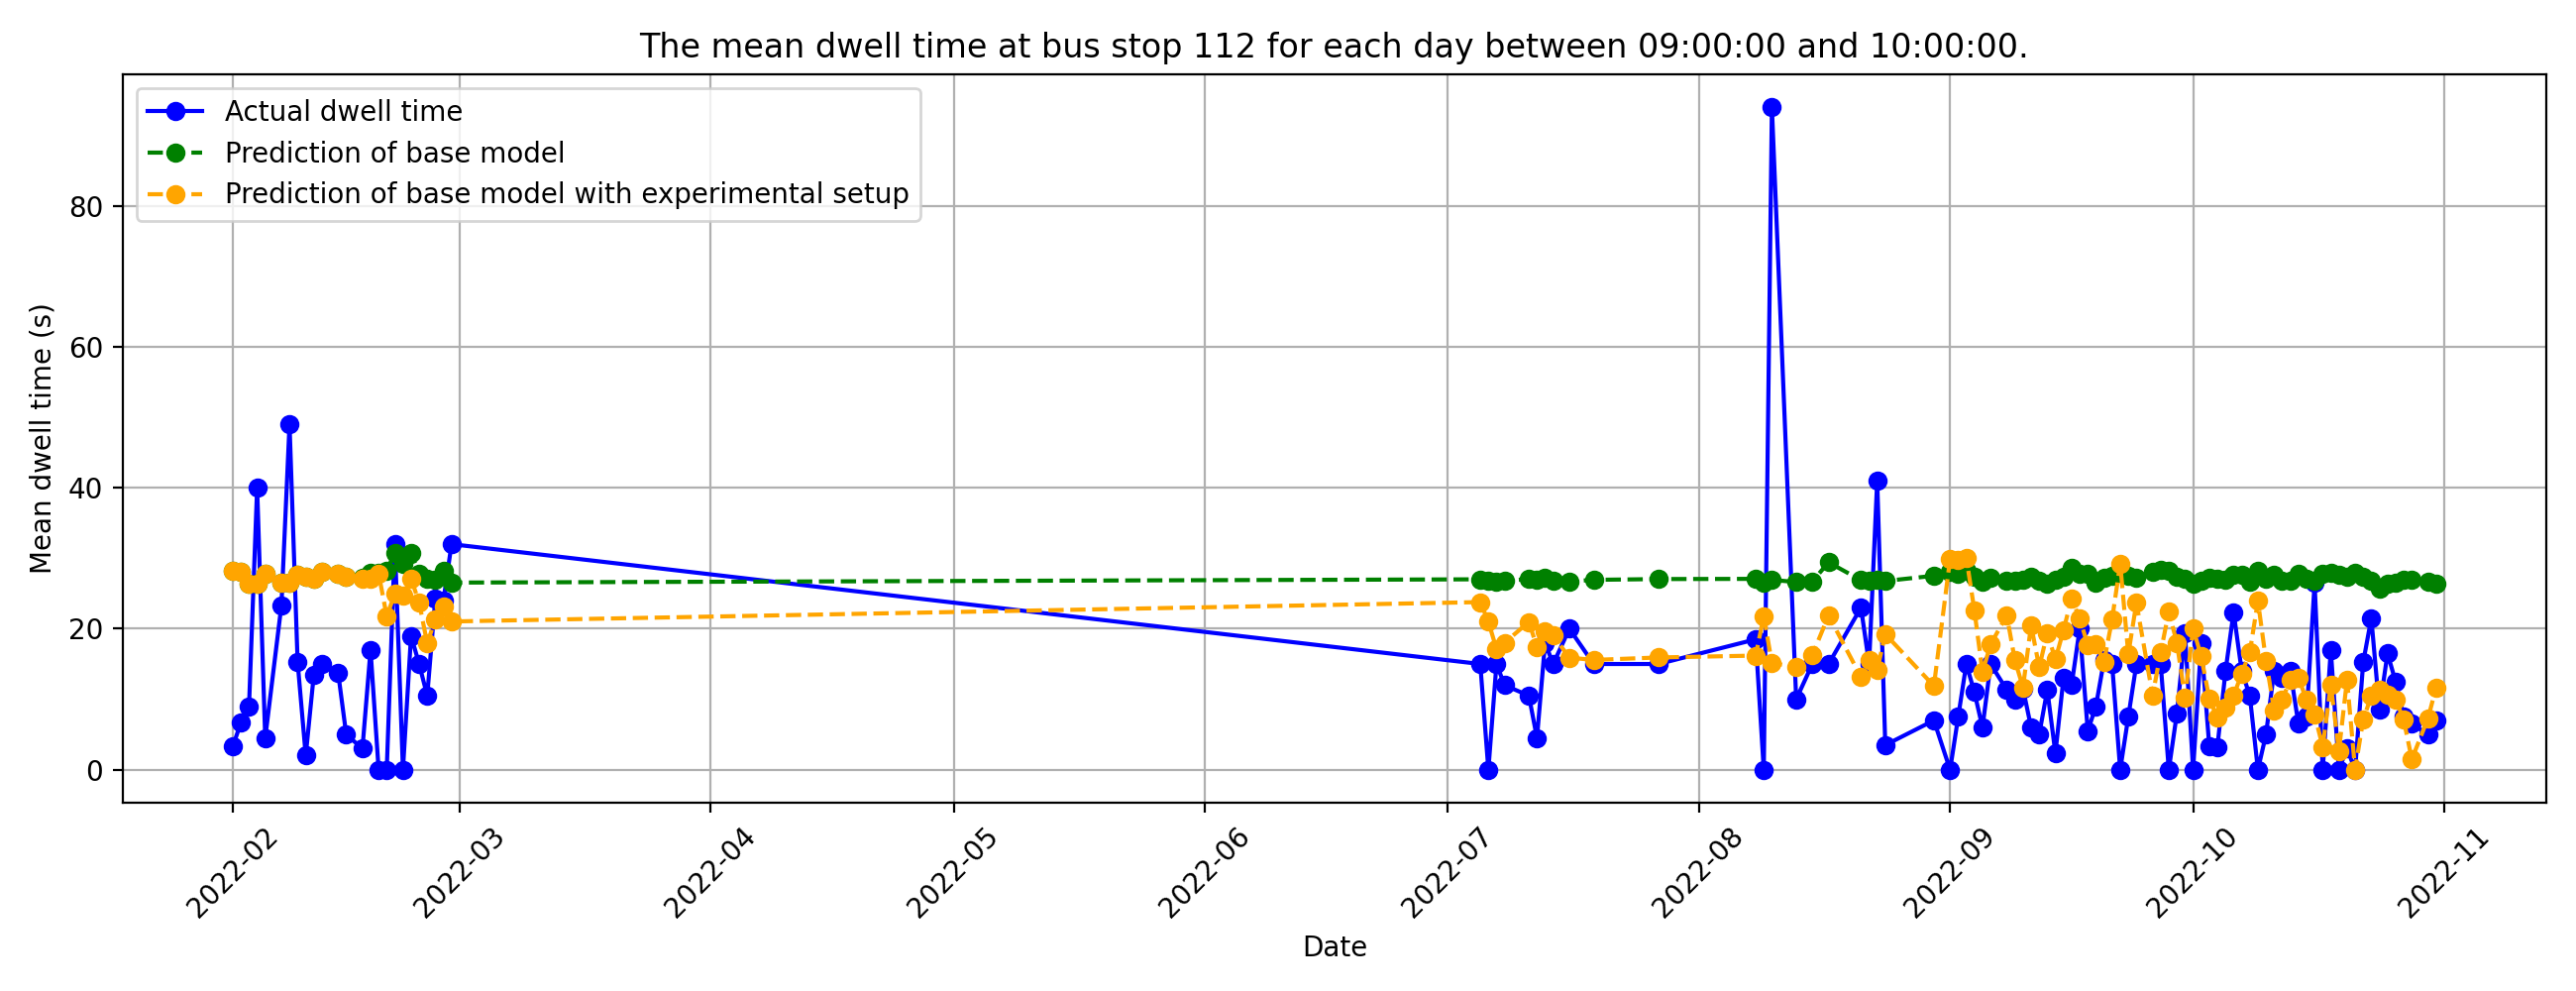 The mean dwell time at bus stop 112 for each day between 09:00:00 and 10:00:00.
Actual dwell time
Prediction of base model
Prediction of base model with experimental setup
Mean dwell time (s)
80
60
40
20
0
2022-02
2022-03
2022-04
2022-05
2022-06
2022-07
2022-08
2022-09
2022-10
2022-11
Date